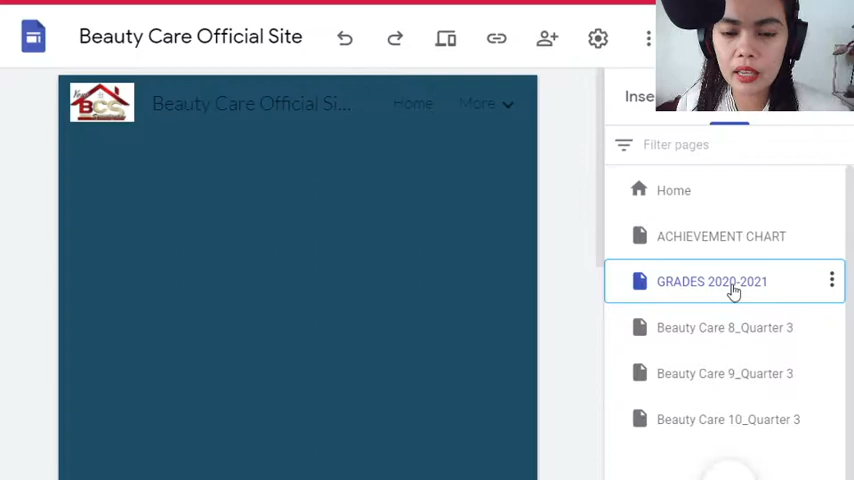 Beauty Care Official Site
BCS
Beauty Care Official Si...
Home
More
Inse
Filter pages
Home
ACHIEVEMENT CHART
GRADES 2020-2021
Beauty Care 8_Quarter 3
Beauty Care 9_Quarter 3
Beauty Care 10_Quarter 3